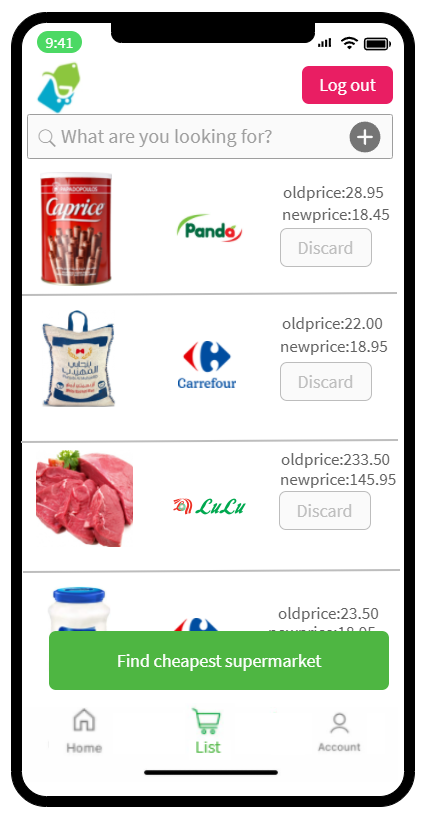 9:41
Log out
What are you looking for?
PAPADOPOULOS
Caprice
Panda
oldprice:28.95
newprice:18.45
Discard
Carrefour
oldprice:22.00
newprice:18.95
Discard
LuLu
oldprice:233.50
newprice:145.95
Discard
oldprice:23.50
newprice:18.95
Find cheapest supermarket
Home
List
Account